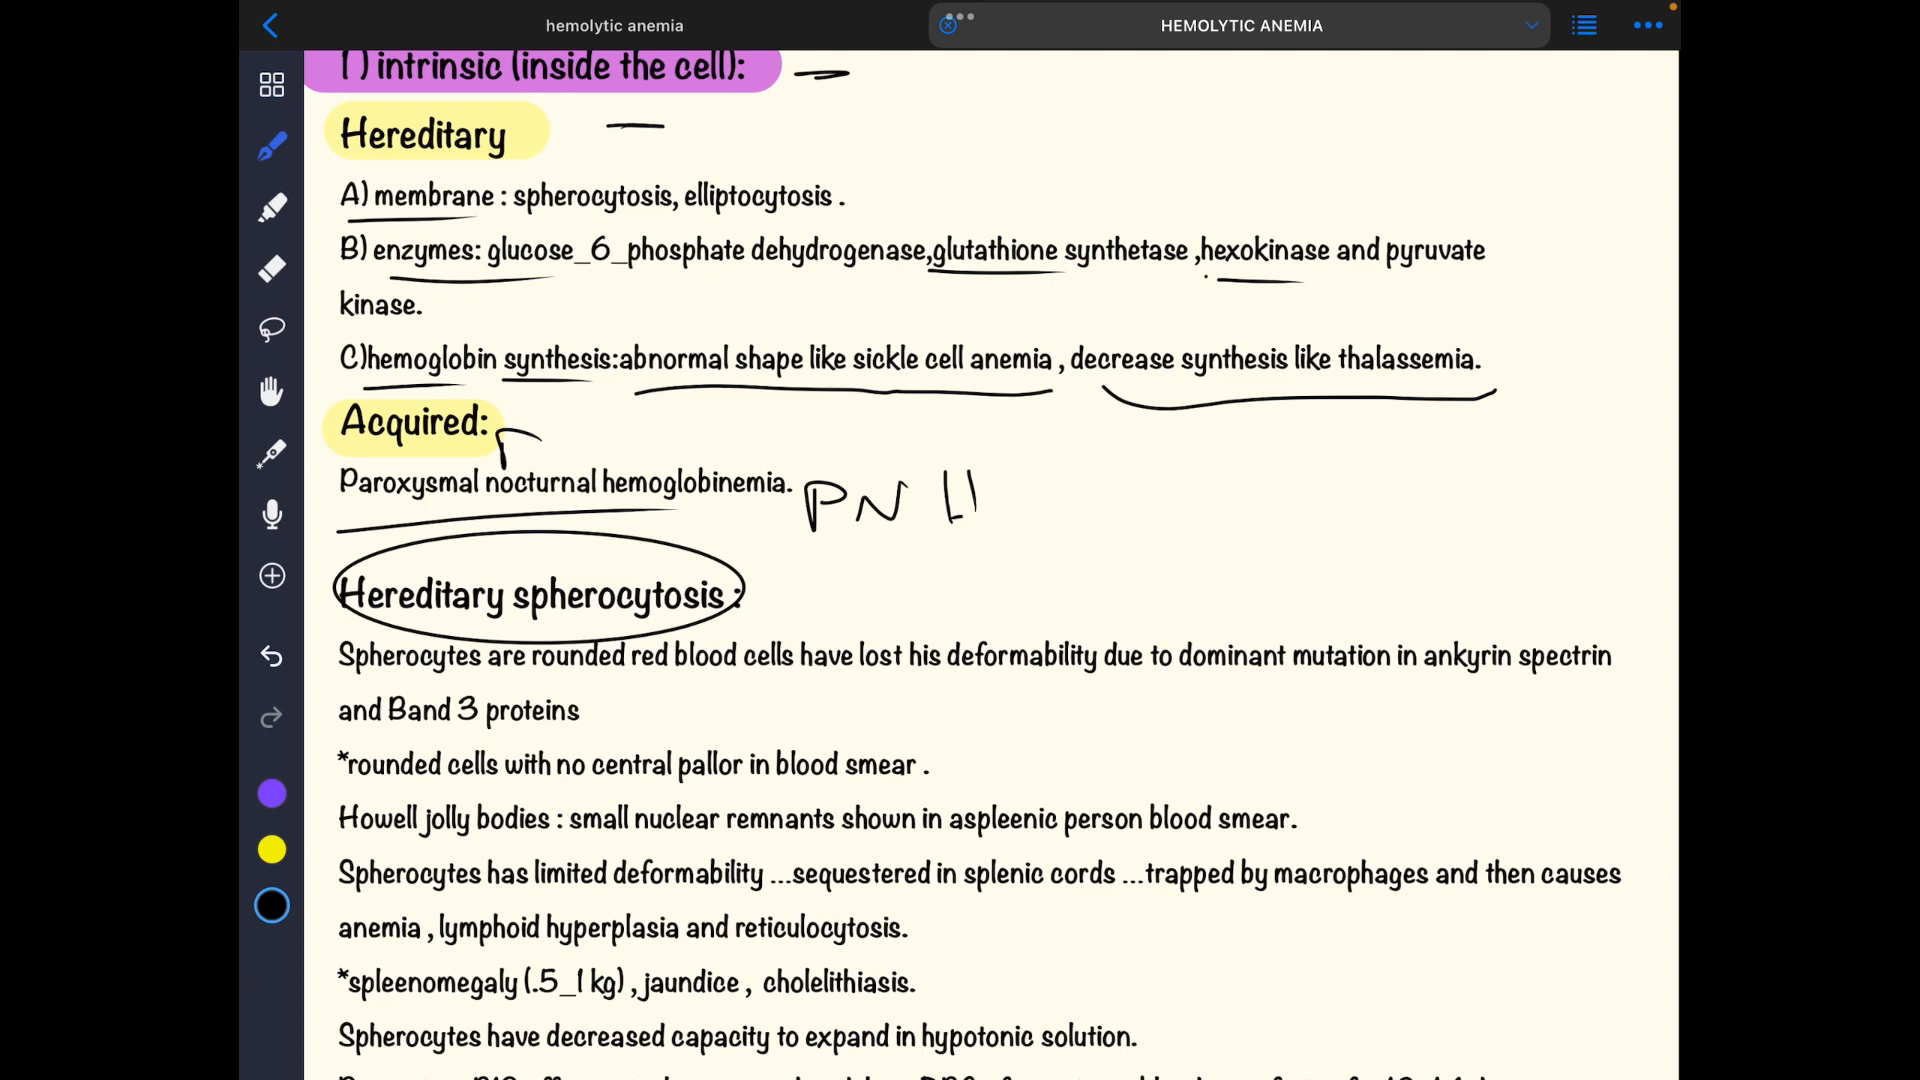 hemolytic anemia
HEMOLYTIC ANEMIA
1) intrinsic (inside the cell):
Hereditary
A) membrane : spherocytosis, elliptocytosis .
B) enzymes: glucose_6_phosphate dehydrogenase,glutathione synthetase ,hexokinase and pyruvate
kinase.
C)hemoglobin synthesis:abnormal shape like sickle cell anemia , decrease synthesis like thalassemia.
Acquired:
Paroxysmal nocturnal hemoglobinemia. PN
Hereditary spherocytosis :
Spherocytes are rounded red blood cells have lost his deformability due to dominant mutation in ankyrin spectrin
and Band 3 proteins
*rounded cells with no central pallor in blood smear .
Howell jolly bodies : small nuclear remnants shown in aspleenic person blood smear.
Spherocytes has limited deformability ...sequestered in splenic cords ...trapped by macrophages and then causes
anemia , lymphoid hyperplasia and reticulocytosis.
*spleenomegaly (.5_1 kg) , jaundice , cholelithiasis.
Spherocytes have decreased capacity to expand in hypotonic solution.